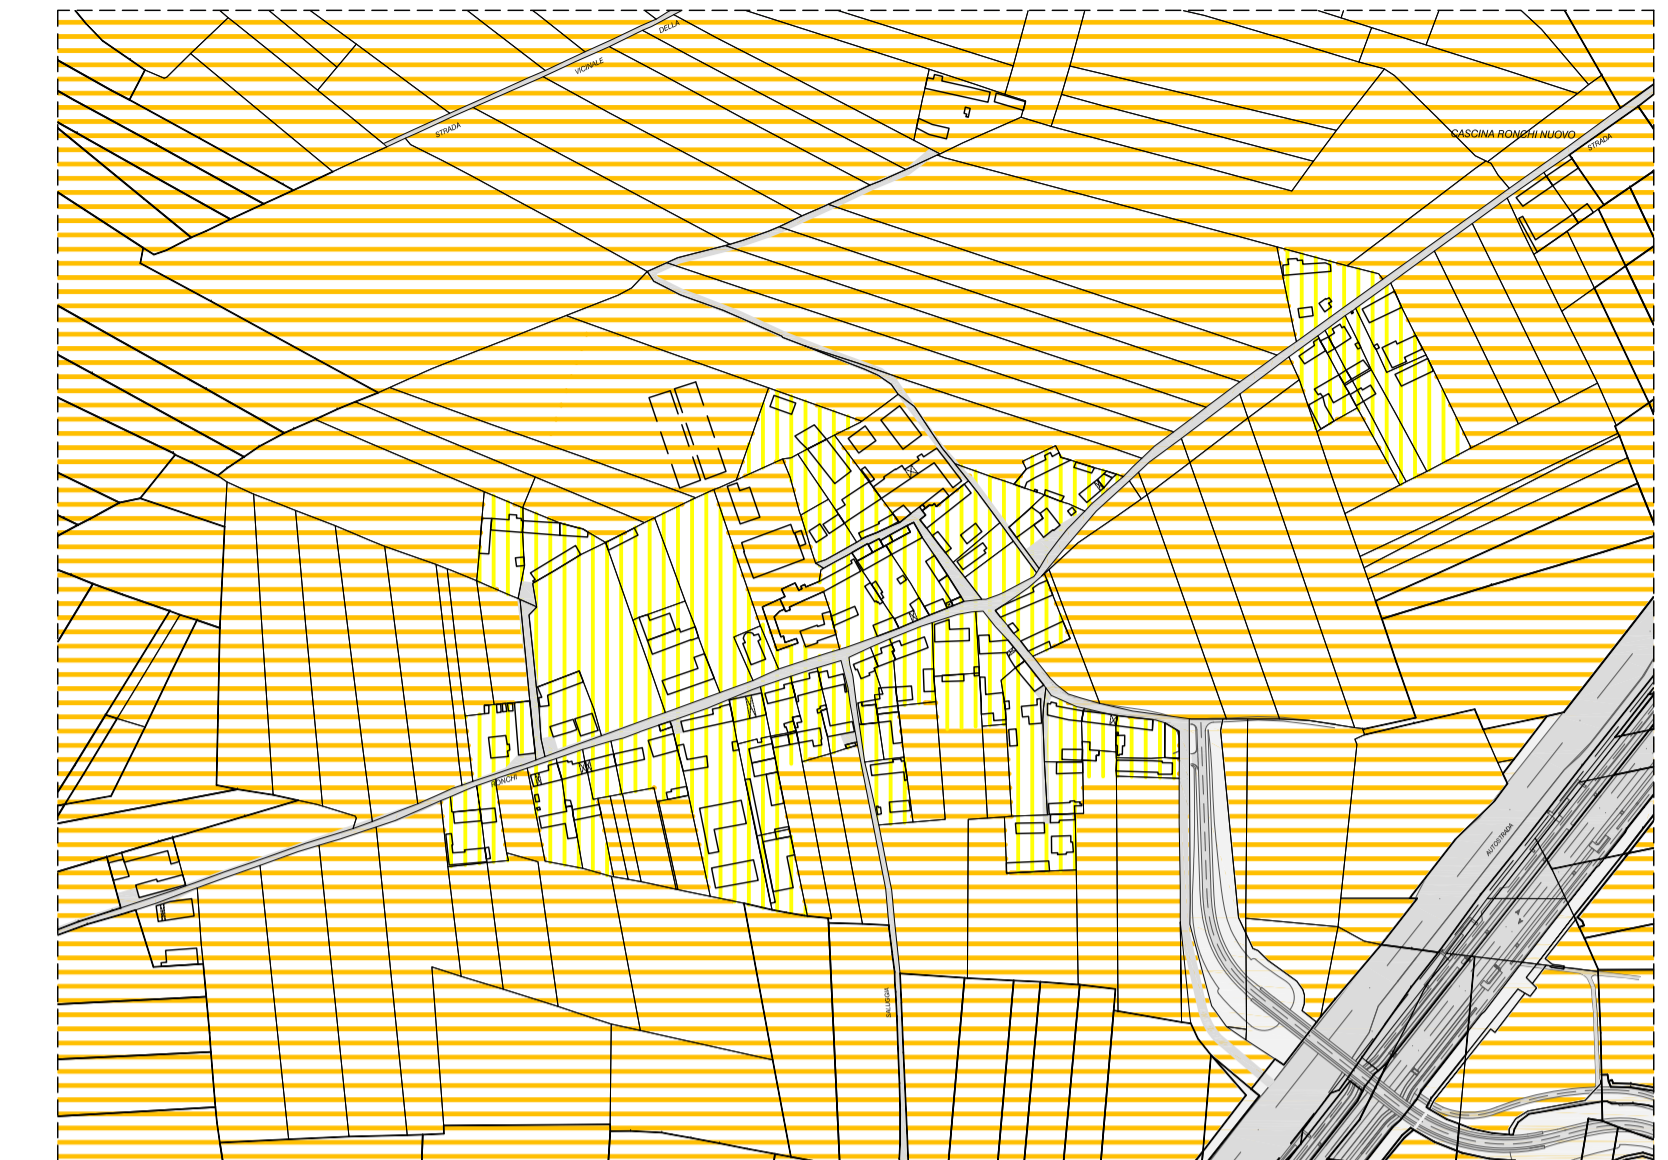 DELLA
VICINALE
STRADA
CASCINA RONCHI NUOVO
STRADA
RONCHI
AUTOSTRADA
SALUGGIA